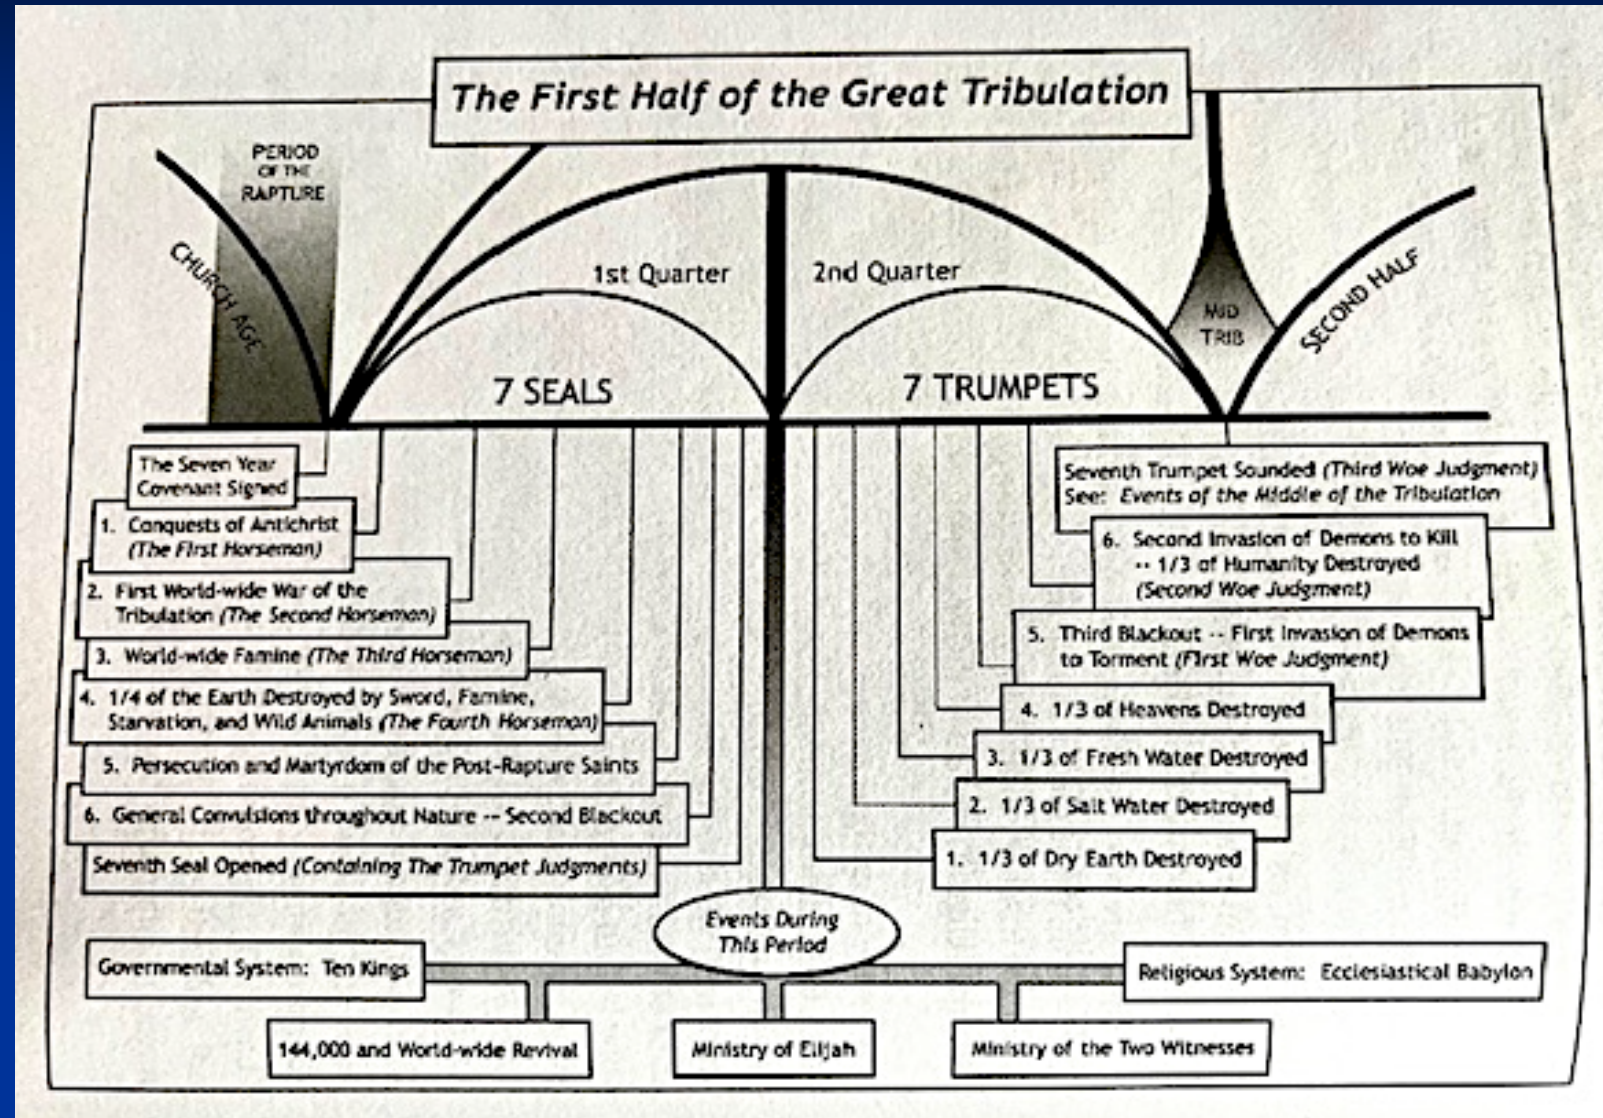 The First Half of the Great Tribulation
PERIOD
OF THE
RAPTURE
CHURCH AGE
1st Quarter
2nd Quarter
MID
TRIB
SECOND HALF
7 SEALS
7 TRUMPETS
The Seven Year
Covenant Signed
1. Conquests of Antichrist
(The First Horseman)
2. First World-wide War of the
Tribulation (The Second Horseman)
3. World-wide Famine (The Third Horseman)
4. 1/4 of the Earth Destroyed by Sword, Famine,
Starvation, and Wild Animals (The Fourth Horseman)
5. Persecution and Martyrdom of the Post-Rapture Saints
6. General Convulsions throughout Nature -- Second Blackout
Seventh Seal Opened (Containing The Trumpet Judgments)
Seventh Trumpet Sounded (Third Woe Judgment)
See: Events of the Middle of the Tribulation
6. Second Invasion of Demons to Kill
-- 1/3 of Humanity Destroyed
(Second Woe Judgment)
5. Third Blackout -- First Invasion of Demons
to Torment (First Woe Judgment)
4. 1/3 of Heavens Destroyed
3. 1/3 of Fresh Water Destroyed
2. 1/3 of Salt Water Destroyed
1. 1/3 of Dry Earth Destroyed
Events During
This Period
Governmental System: Ten Kings
Religious System: Ecclesiastical Babylon
144,000 and World-wide Revival
Ministry of Elijah
Ministry of the Two Witnesses